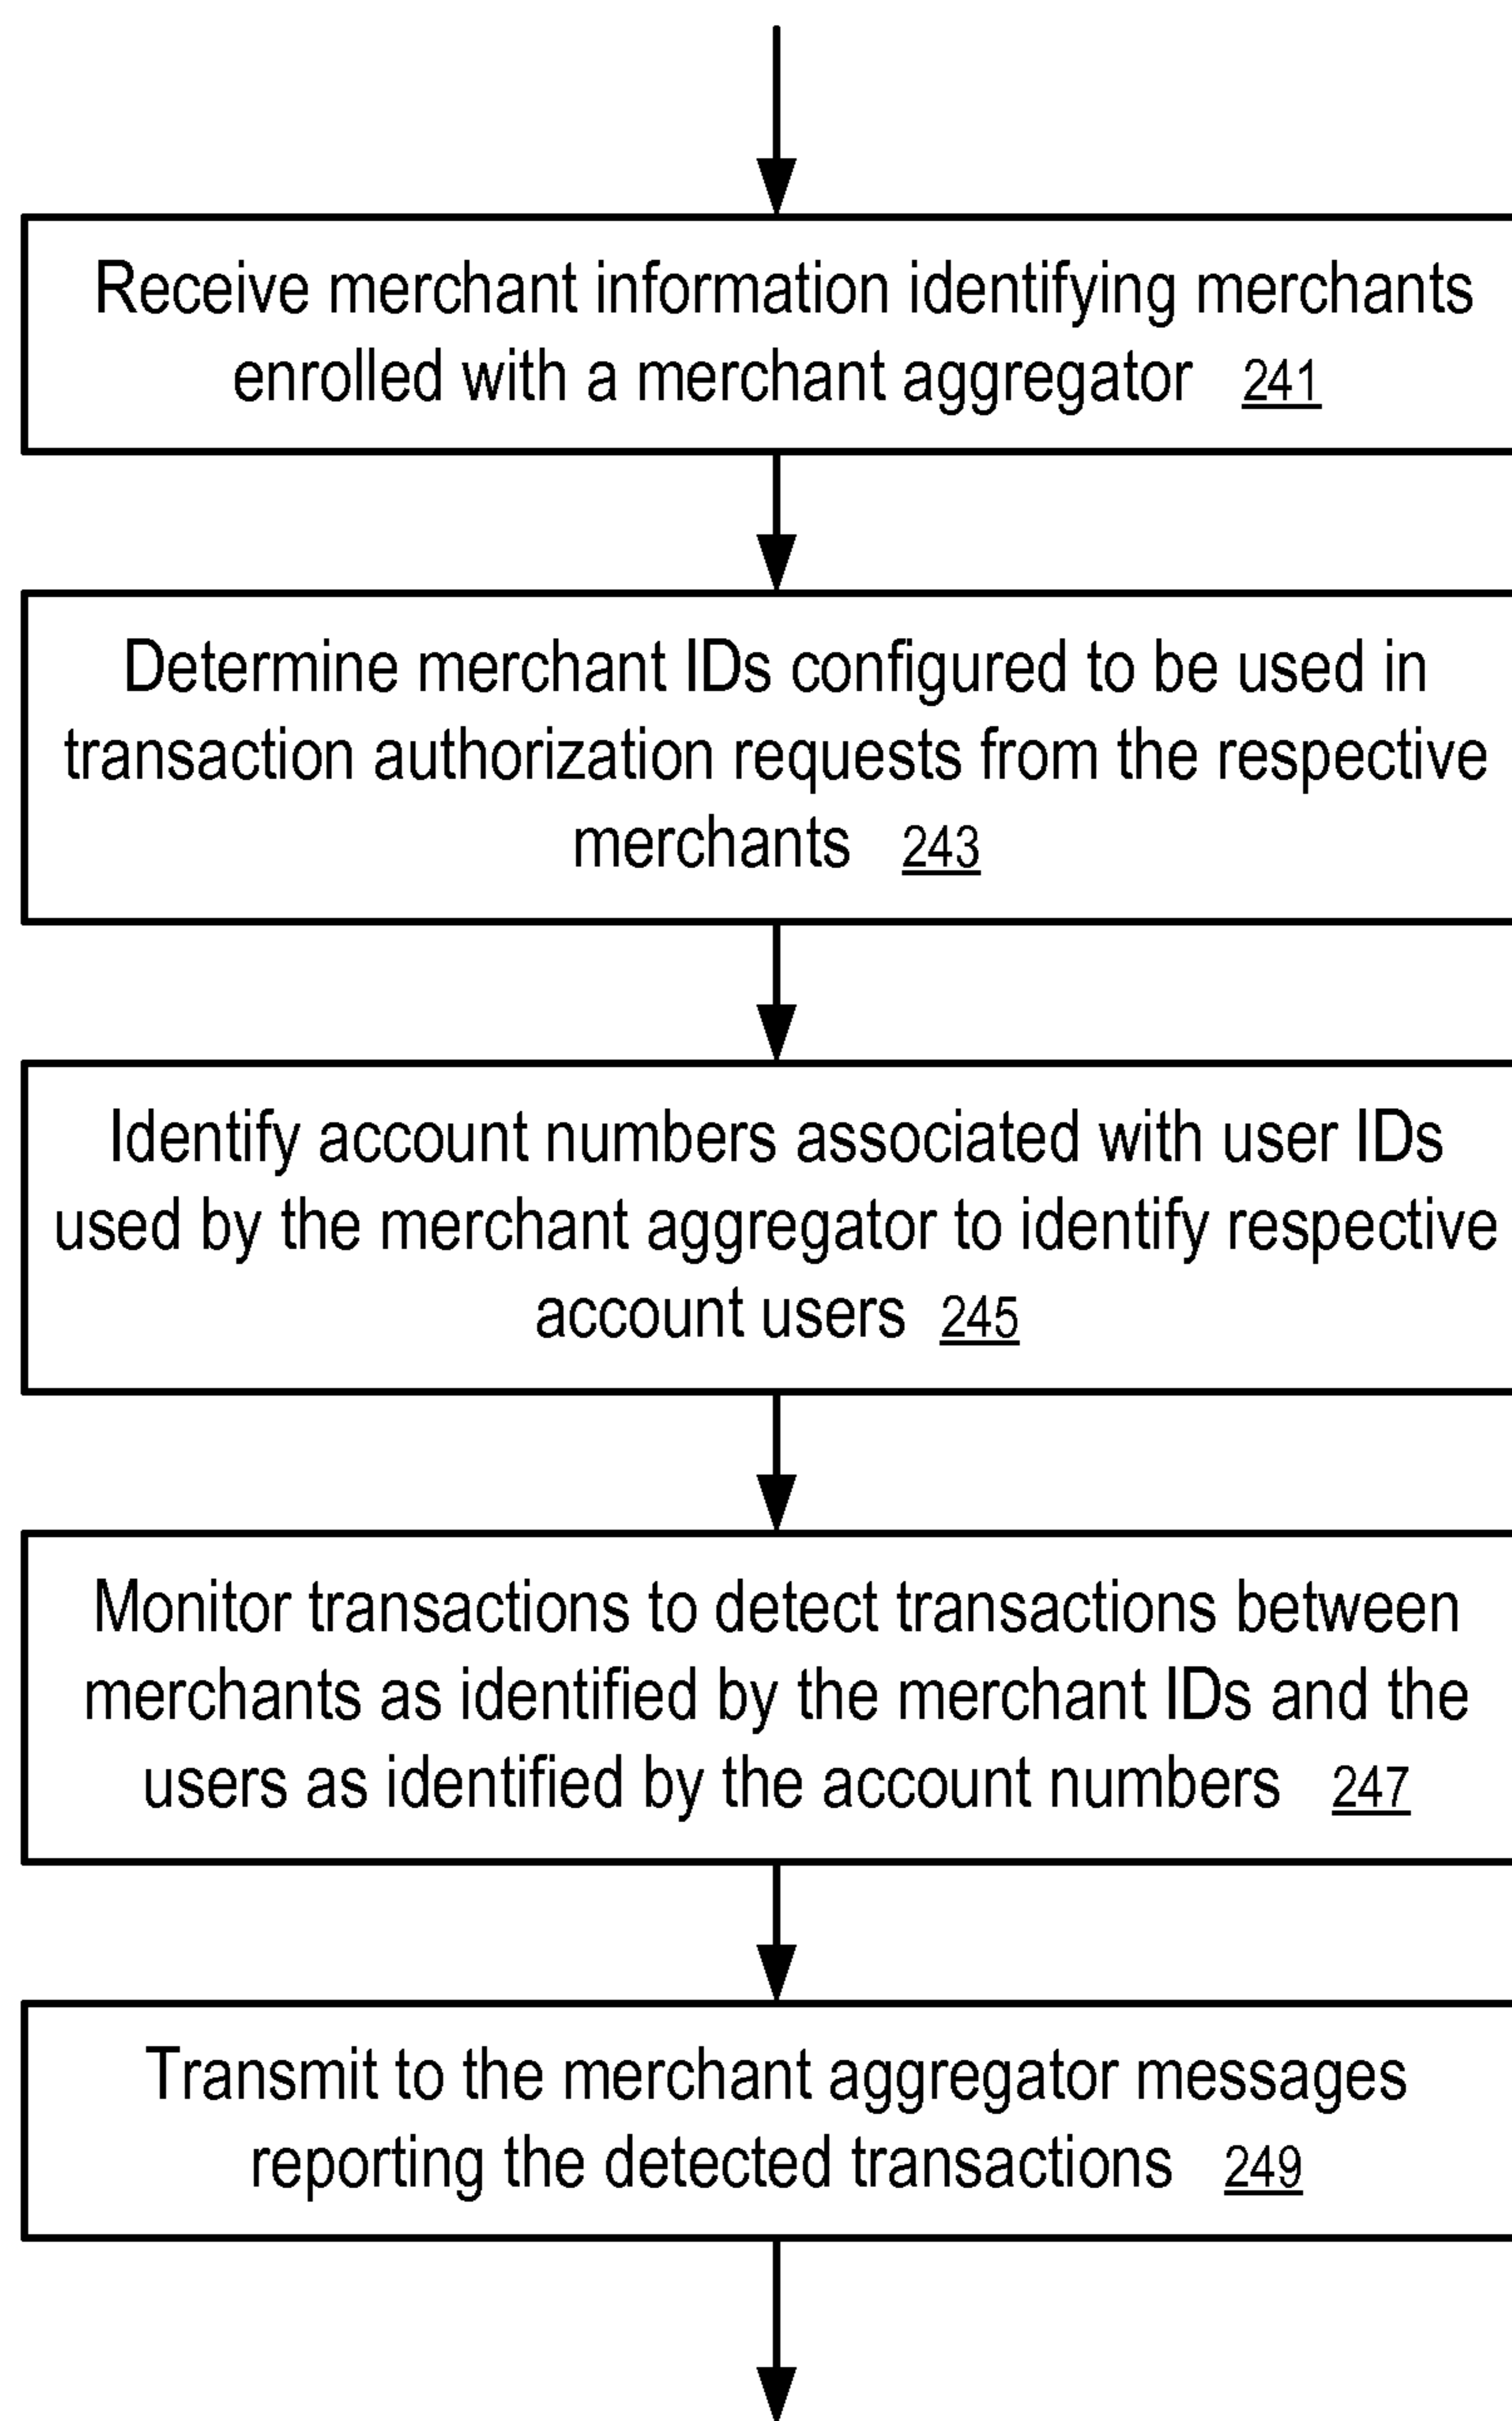 Receive merchant information identifying merchants
enrolled with a merchant aggregator 241
Determine merchant IDs configured to be used in
transaction authorization requests from the respective
merchants 243
Identify account numbers associated with user IDs
used by the merchant aggregator to identify respective
account users 245
Monitor transactions to detect transactions between
merchants as identified by the merchant IDs and the
users as identified by the account numbers 247
Transmit to the merchant aggregator messages
reporting the detected transactions 249